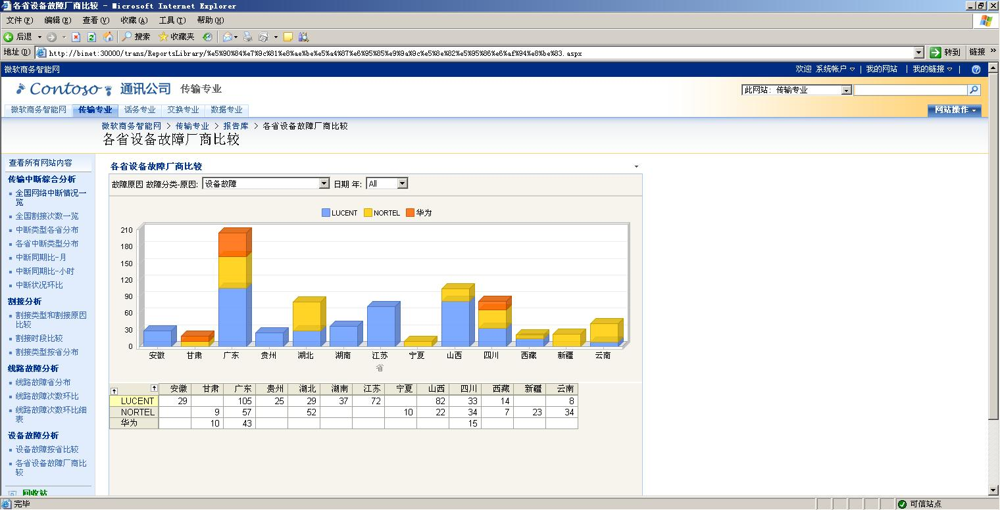 各省设备故障厂商比较 - Microsoft Internet Explorer
文件(F) 编辑(E) 查看(V) 收藏(A) 工具(T) 帮助(H)
后退 搜索 收藏夹
地址(D) http://binet:30000/trans/ReportsLibrary/%e5%90%84%e7%9c%81%e8%ae%be%e5%a4%87%e6%95%85%e9%9a%9c%e5%8e%82%e5%95%86%e6%af%94%e8%be%83.aspx 转到 链接 »
微软商务智能网 欢迎 系统帐户 | 我的网站 | 我的链接 |
Contoso 通讯公司 传输专业 此网站: 传输专业
微软商务智能网 传输专业 话务专业 交换专业 数据专业 网站操作
微软商务智能网 > 传输专业 > 报告库 > 各省设备故障厂商比较
各省设备故障厂商比较
查看所有网站内容
传输中断综合分析
全国网络中断情况一
览
全国割接次数一览
中断类型各省分布
各省中断类型分布
中断同期比-月
中断同期比-小时
中断状况环比
割接分析
割接类型和割接原因
比较
割接时段比较
割接类型按省分布
线路故障分析
线路故障省分布
线路故障次数环比
线路故障次数环比细
表
设备故障分析
设备故障按省比较
各省设备故障厂商比
较
回收站
各省设备故障厂商比较
故障原因 故障分类-原因: 设备故障 日期 年: All
LUCENT NORTEL 华为
210
180
150
120
90
60
30
0
安徽 甘肃 广东 贵州 湖北 湖南 江苏 宁夏 山西 四川 西藏 新疆 云南
省
安徽 甘肃 广东 贵州 湖北 湖南 江苏 宁夏 山西 四川 西藏 新疆 云南
LUCENT 29 105 25 29 37 72 82 33 14 8
NORTEL 9 57 52 10 22 34 7 23 34
华为 10 43 15
完毕 可信站点